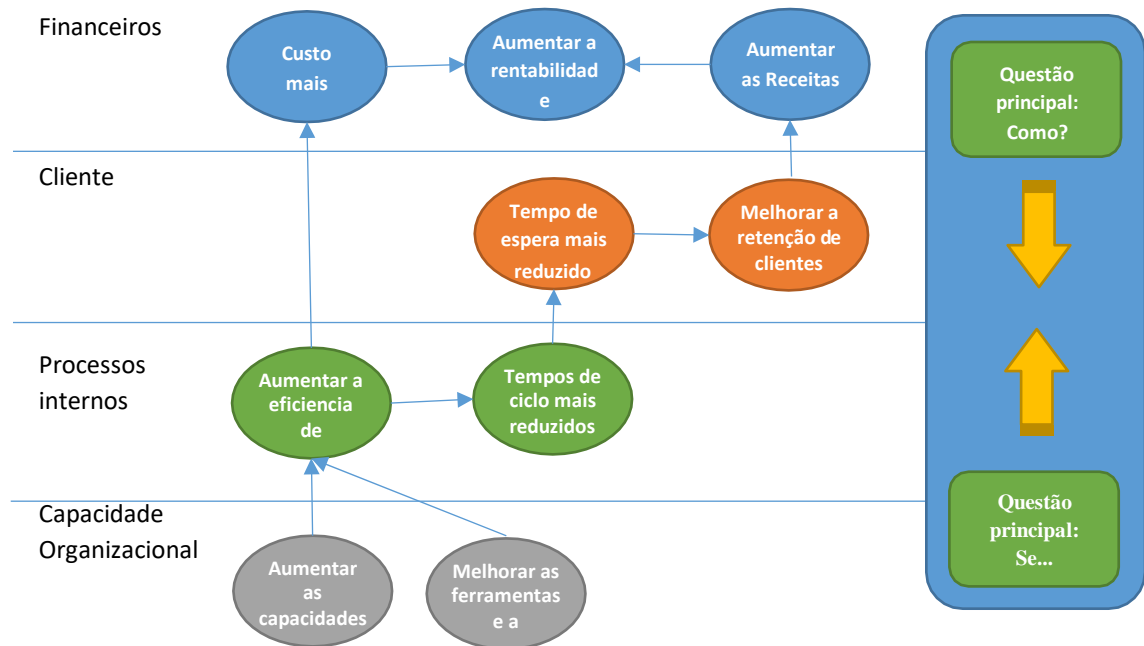 Financeiros
Custo
mais
Aumentar a
rentabilidad
e
Aumentar
as Receitas
Questão
principal:
Como?
Cliente
Tempo de
espera mais
reduzido
Melhorar a
retenção de
clientes
Processos
internos
Aumentar a
eficiencia
de
Tempos de
ciclo mais
reduzidos
Capacidade
Organizacional
Aumentar
as
capacidades
Melhorar as
ferramentas
e a
Questão
principal:
Se...